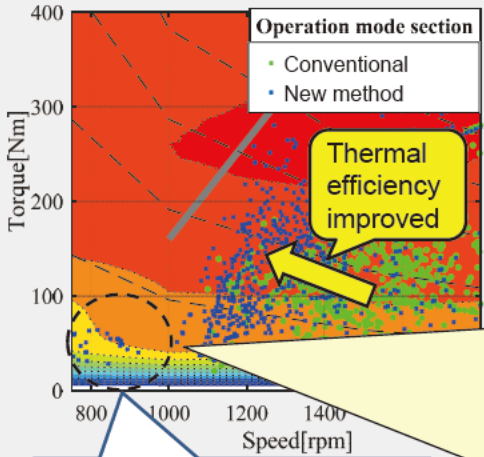 Operation mode section
Conventional
New method
Thermal
efficiency
improved
Torque[Nm]
400
300
200
100
0
800 1000 1200 1400
Speed[rpm]